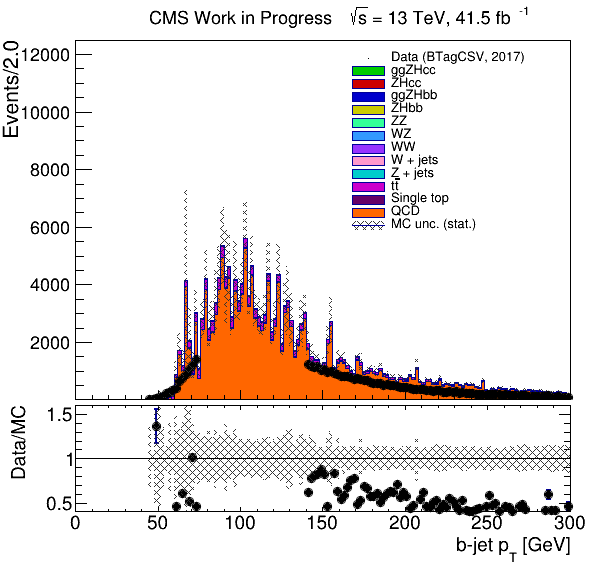 CMS Work in Progress √s = 13 TeV, 41.5 fb⁻¹
Events/2.0
12000
10000
8000
6000
4000
2000
Data (BTagCSV, 2017)
ggZHcc
ZHcc
ggZHbb
ZHbb
ZZ
WZ
WW
W + jets
Z + jets
tt̅
Single top
QCD
MC unc. (stat.)
Data/MC
1.5
1
0.5
0 50 100 150 200 250 300
b-jet p_T [GeV]